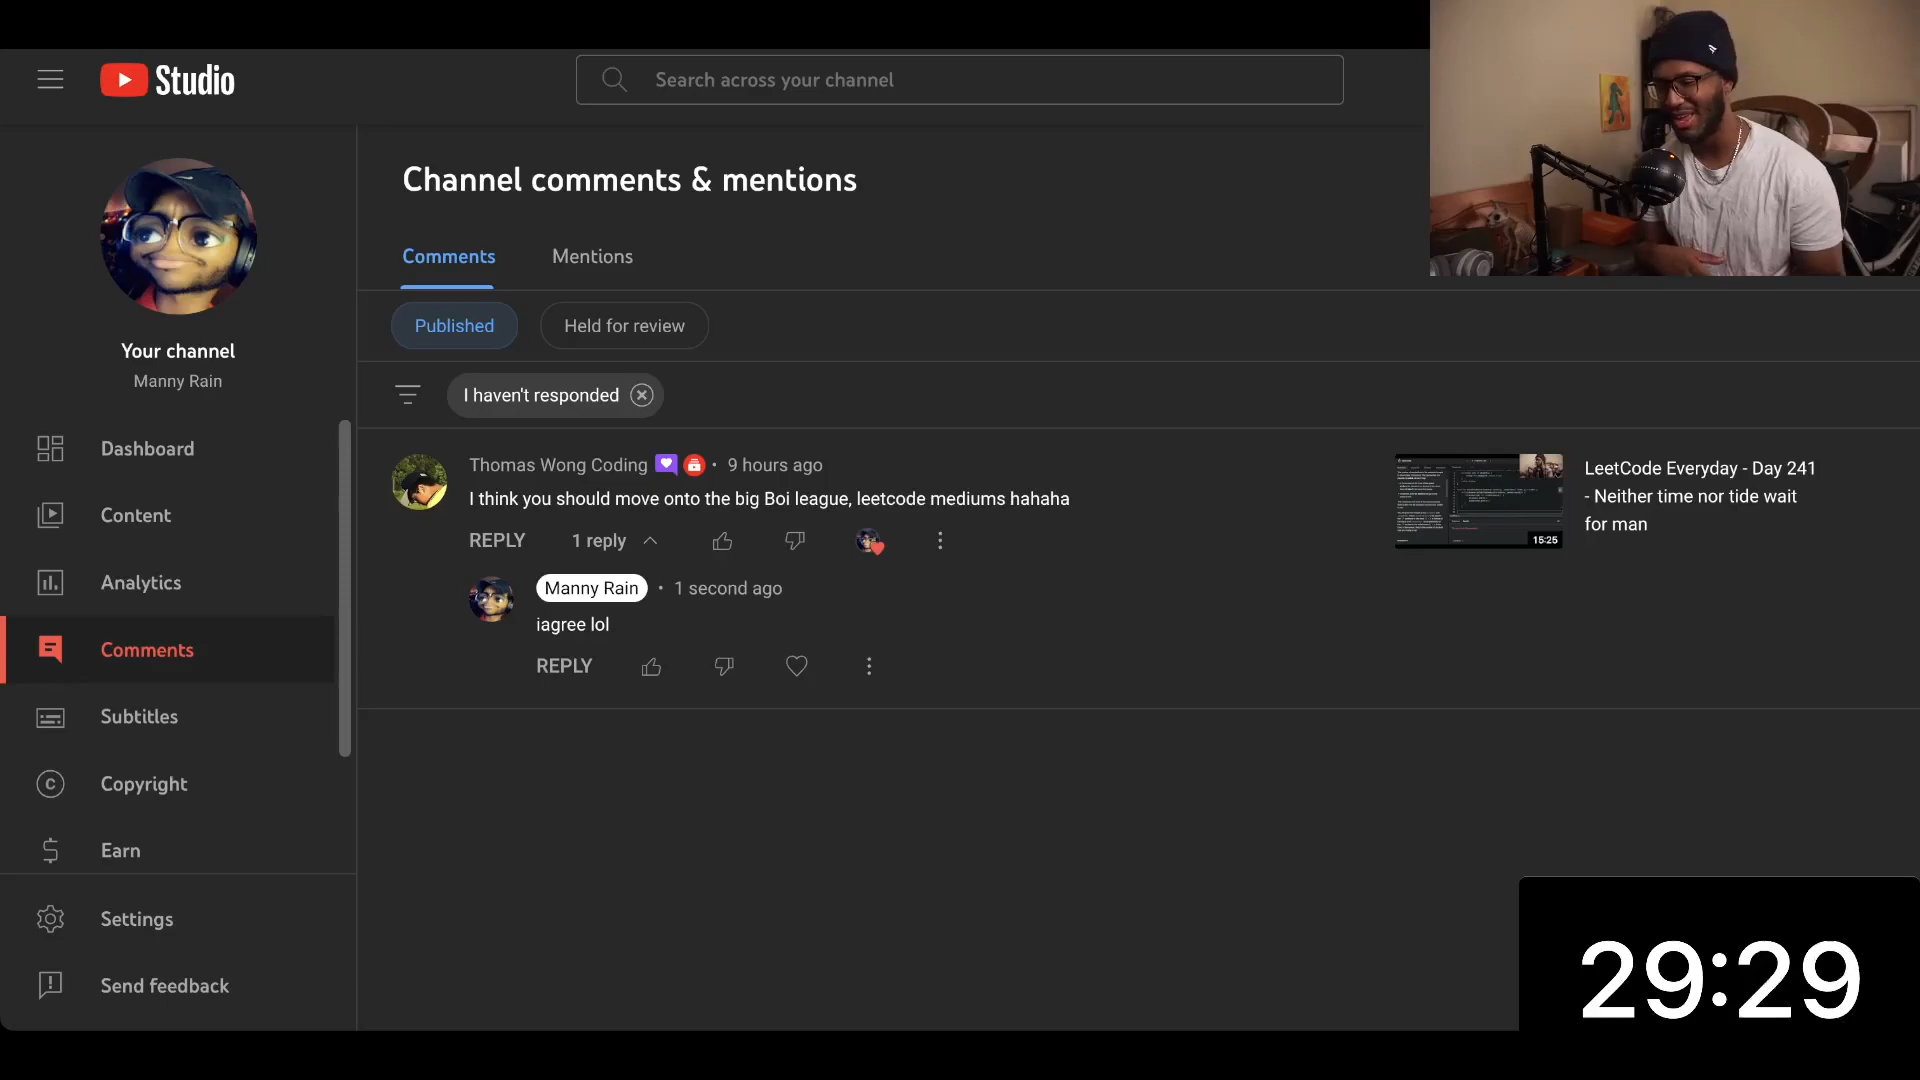 Studio
Search across your channel
Your channel
Manny Rain
Dashboard
Content
Analytics
Comments
Subtitles
Copyright
Earn
Settings
Send feedback
Channel comments & mentions
Comments
Mentions
Published
Held for review
I haven't responded
Thomas Wong Coding • 9 hours ago
I think you should move onto the big Boi league, leetcode mediums hahaha
REPLY
1 reply
Manny Rain • 1 second ago
iagree lol
REPLY
15:25
LeetCode Everyday - Day 241
- Neither time nor tide wait
for man
29:29